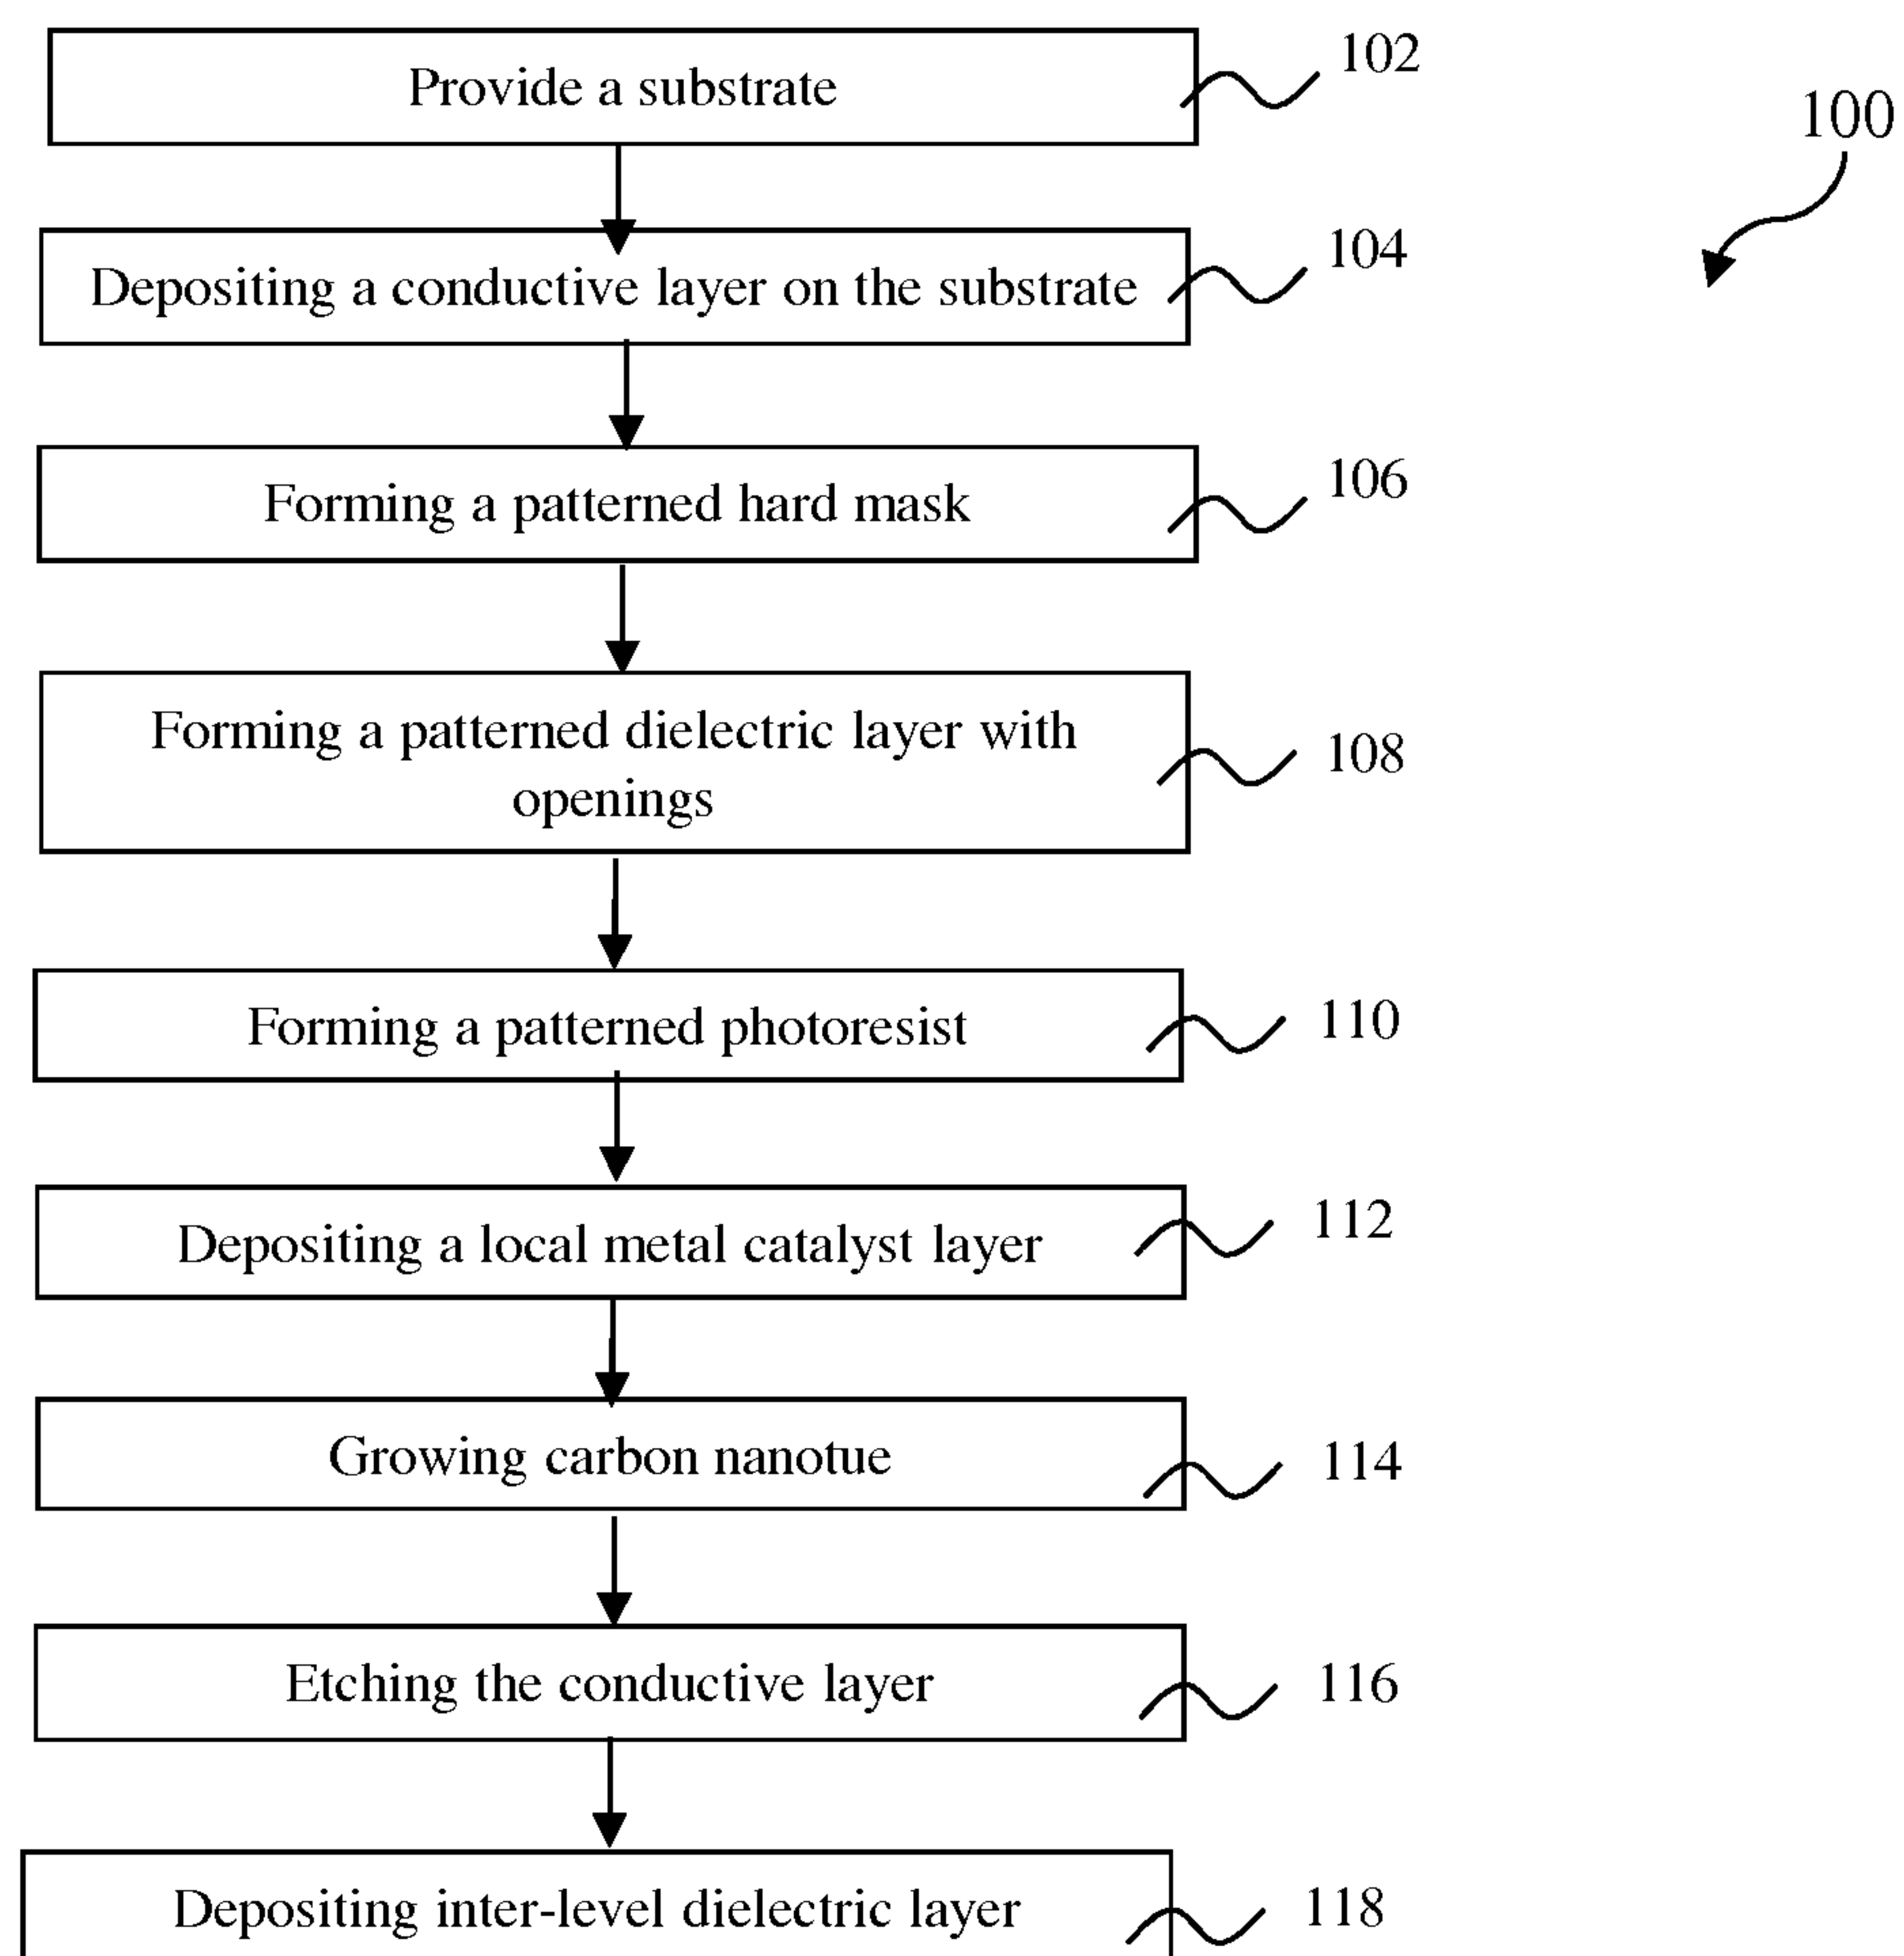 Provide a substrate
102
100
Depositing a conductive layer on the substrate
104
Forming a patterned hard mask
106
Forming a patterned dielectric layer with
openings
108
Forming a patterned photoresist
110
Depositing a local metal catalyst layer
112
Growing carbon nanotue
114
Etching the conductive layer
116
Depositing inter-level dielectric layer
118